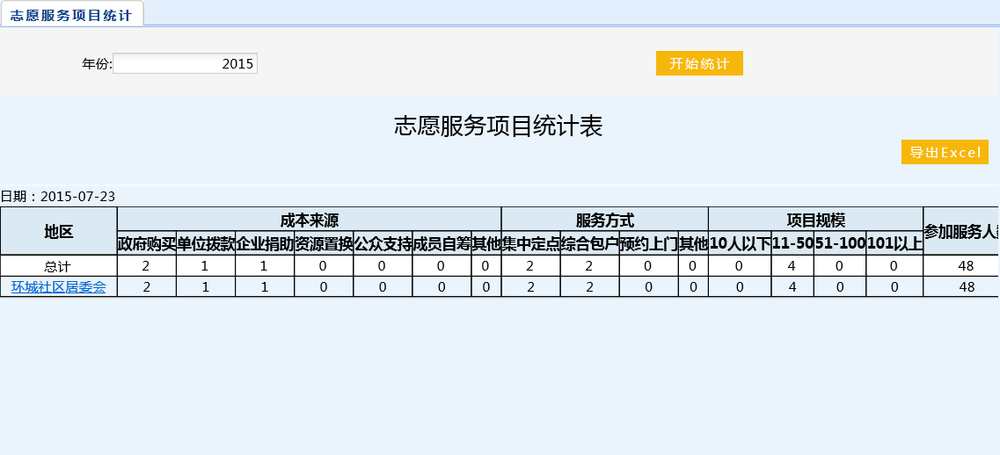 志愿服务项目统计
年份: 2015 开始统计
志愿服务项目统计表
导出Excel
日期：2015-07-23
地区 成本来源 服务方式 项目规模 参加服务人
政府购买 单位拨款 企业捐助 资源置换 公众支持 成员自筹 其他 集中定点 综合包户 预约上门 其他 10人以下 11-50 51-100 101以上
总计 2 1 1 0 0 0 0 2 2 0 0 0 4 0 0 48
环城社区居委会 2 1 1 0 0 0 0 2 2 0 0 0 4 0 0 48